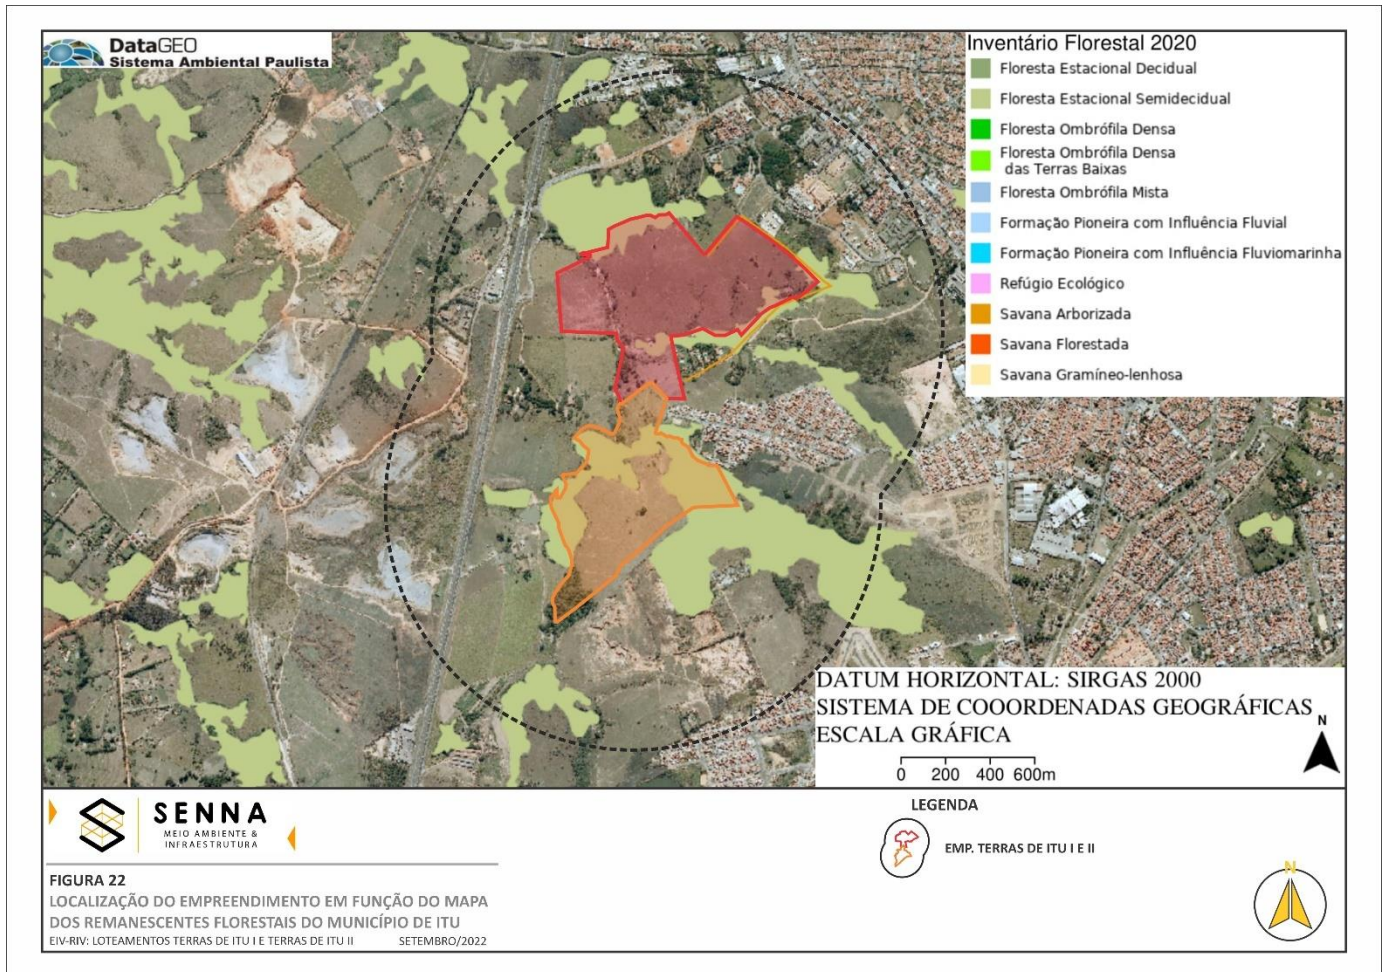 DataGEO
Sistema Ambiental Paulista
Inventário Florestal 2020
Floresta Estacional Decidual
Floresta Estacional Semidecidual
Floresta Ombrófila Densa
Floresta Ombrófila Densa
das Terras Baixas
Floresta Ombrófila Mista
Formação Pioneira com Influência Fluvial
Formação Pioneira com Influência Fluviomarinha
Refúgio Ecológico
Savana Arborizada
Savana Florestada
Savana Gramíneo-lenhosa
DATUM HORIZONTAL: SIRGAS 2000
SISTEMA DE COOORDENADAS GEOGRÁFICAS
ESCALA GRÁFICA
N
0 200 400 600m
SENNA
MEIO AMBIENTE &
INFRAESTRUTURA
LEGENDA
EMP. TERRAS DE ITU I E II
FIGURA 22
LOCALIZAÇÃO DO EMPREENDIMENTO EM FUNÇÃO DO MAPA
DOS REMANESCENTES FLORESTAIS DO MUNICÍPIO DE ITU
EIV-RIV: LOTEAMENTOS TERRAS DE ITU I E TERRAS DE ITU II SETEMBRO/2022
N